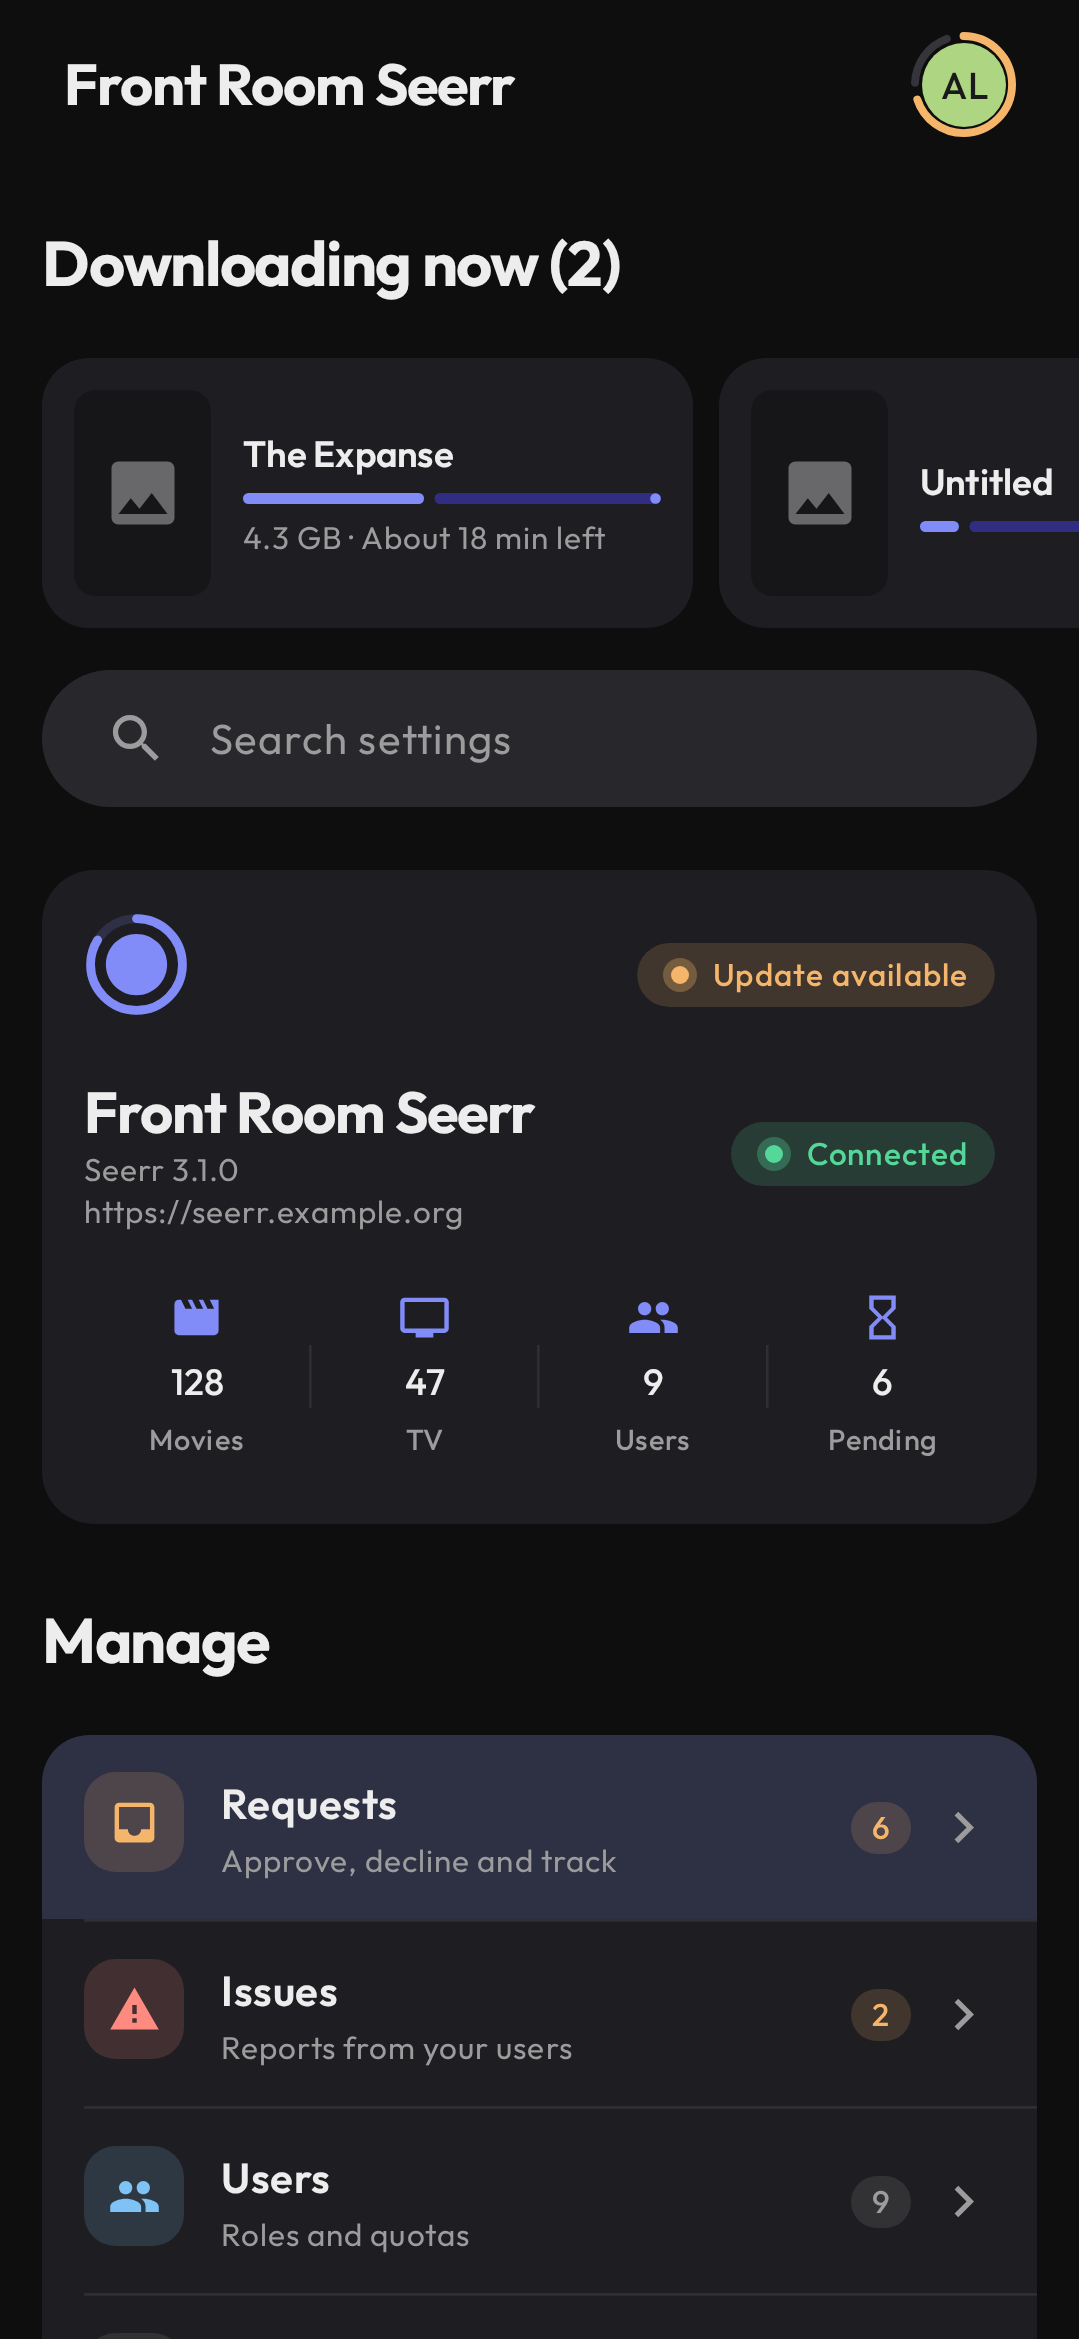 Front Room Seerr
AL
Downloading now (2)
The Expanse
4.3 GB · About 18 min left
Untitled
Search settings
Update available
Front Room Seerr
Seerr 3.1.0
https://seerr.example.org
Connected
128
Movies
47
TV
9
Users
6
Pending
Manage
Requests
Approve, decline and track
6
Issues
Reports from your users
2
Users
Roles and quotas
9